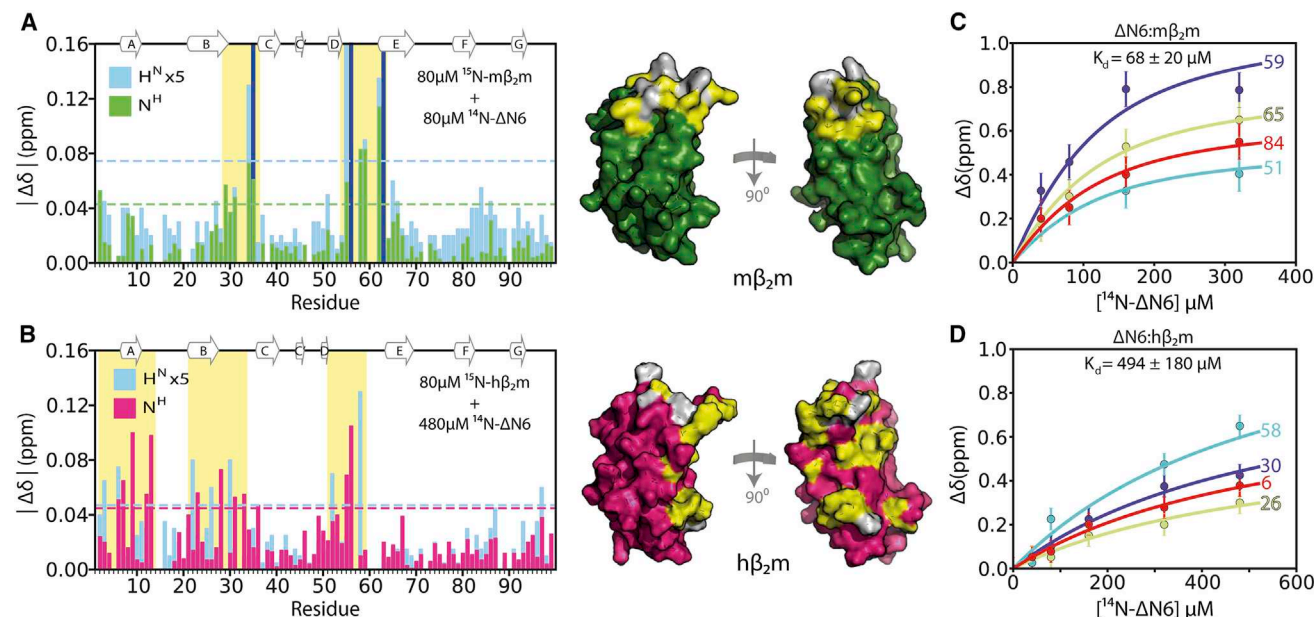 A
| Δδ | (ppm)
0.16
0.12
0.08
0.04
0.00
A
B
C
C'
D
E
F
G
Hᴺ x5
Nᴴ
80μM ¹⁵N-mβ₂m
+
80μM ¹⁴N-ΔN6
10 20 30 40 50 60 70 80 90
Residue
90⁰
mβ₂m
B
| Δδ | (ppm)
0.16
0.12
0.08
0.04
0.00
A
B
C
C'
D
E
F
G
Hᴺ x5
Nᴴ
80μM ¹⁵N-hβ₂m
+
480μM ¹⁴N-ΔN6
10 20 30 40 50 60 70 80 90
Residue
90⁰
hβ₂m
C
ΔN6:mβ₂m
K_d = 68 ± 20 μM
Δδ(ppm)
1.0
0.8
0.6
0.4
0.2
0.0
59
65
84
51
0 100 200 300 400
[¹⁴N-ΔN6] μM
D
ΔN6:hβ₂m
K_d = 494 ± 180 μM
Δδ(ppm)
1.0
0.8
0.6
0.4
0.2
0.0
58
30
6
26
0 200 400 600
[¹⁴N-ΔN6] μM